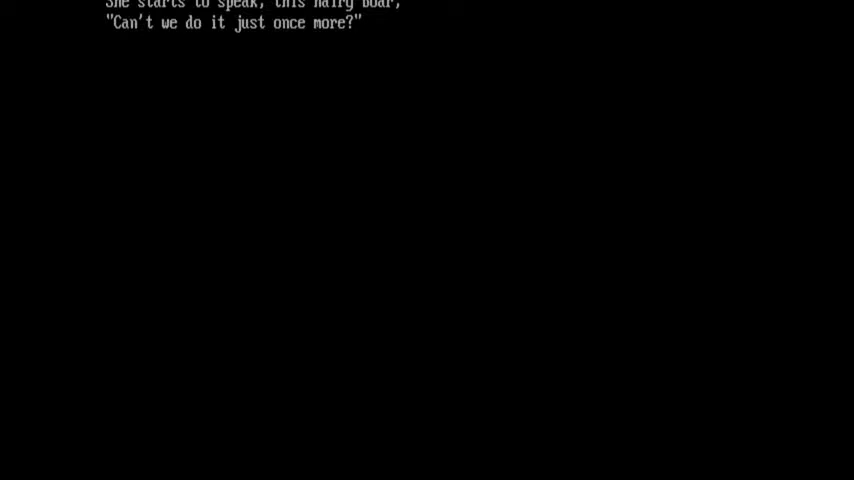 She starts to speak, this hairy boar,
"Can't we do it just once more?"